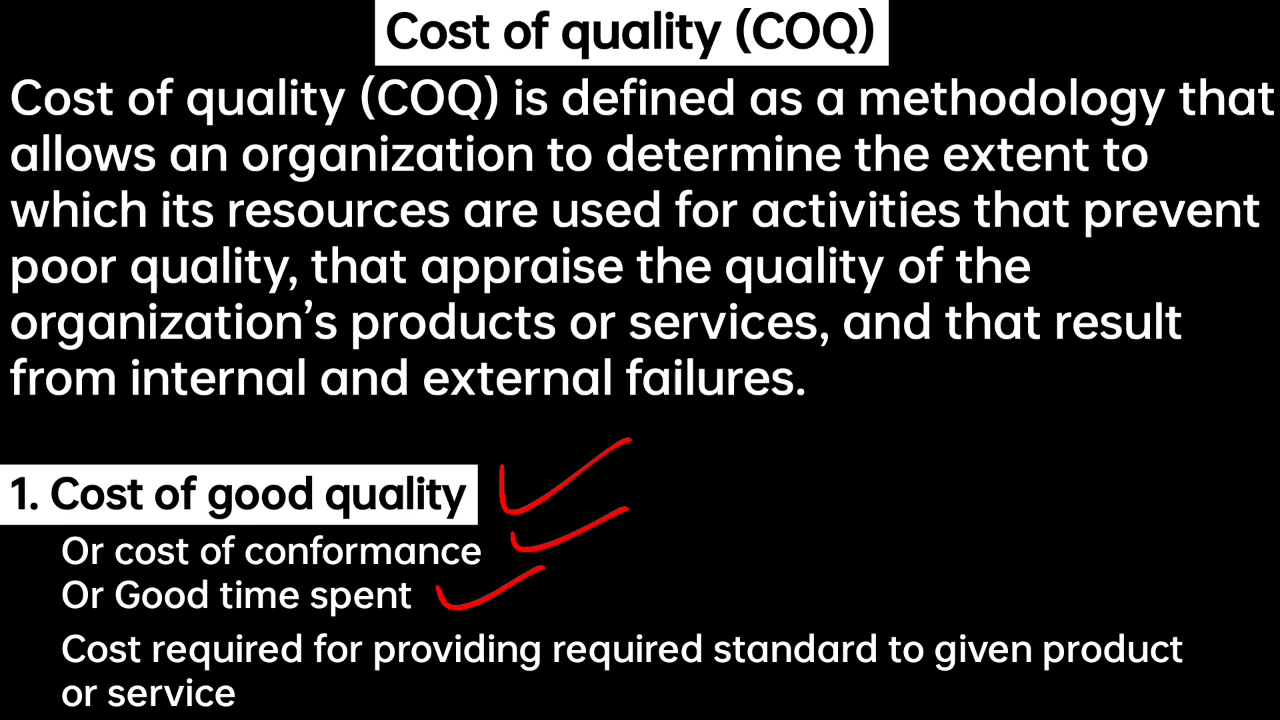 Cost of quality (COQ)
Cost of quality (COQ) is defined as a methodology that
allows an organization to determine the extent to
which its resources are used for activities that prevent
poor quality, that appraise the quality of the
organization’s products or services, and that result
from internal and external failures.
1. Cost of good quality
Or cost of conformance
Or Good time spent
Cost required for providing required standard to given product
or service